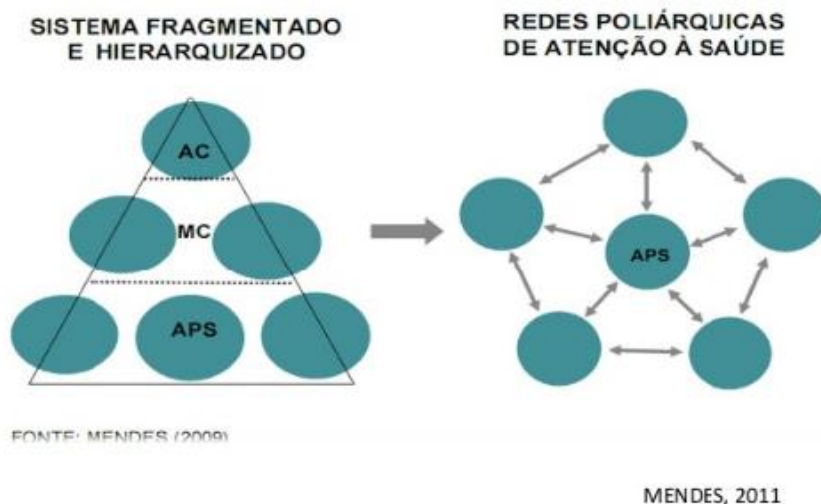 SISTEMA FRAGMENTADO
E HIERARQUIZADO
AC
MC
APS
REDES POLIÁRQUICAS
DE ATENÇÃO À SAÚDE
APS
FONTE: MENDES (2009)
MENDES, 2011